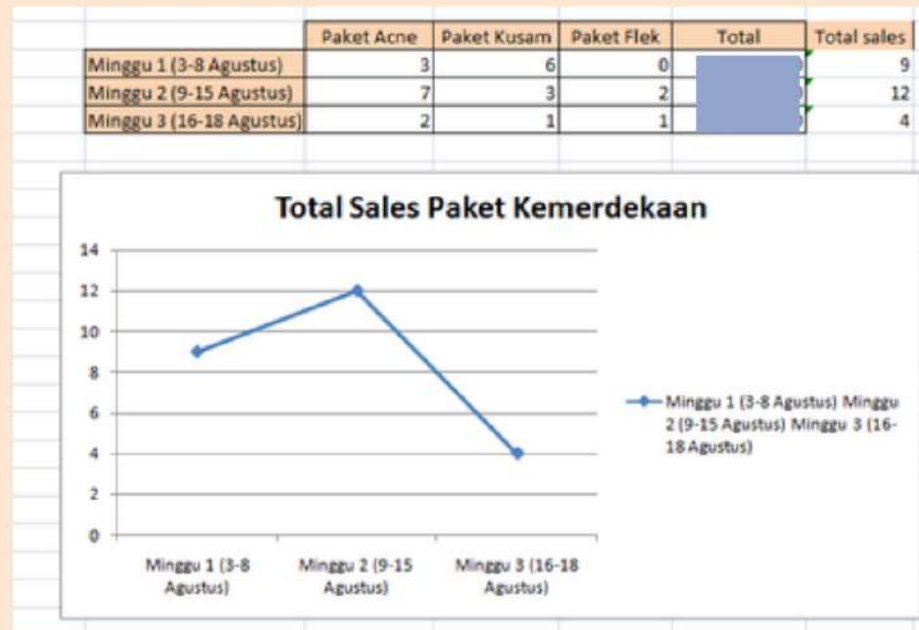 Paket Acne Paket Kusam Paket Flek Total Total sales
Minggu 1 (3-8 Agustus) 3 6 0 9
Minggu 2 (9-15 Agustus) 7 3 2 12
Minggu 3 (16-18 Agustus) 2 1 1 4
Total Sales Paket Kemerdekaan
14
12
10
8
6
4
2
0
Minggu 1 (3-8
Agustus)
Minggu 2 (9-15
Agustus)
Minggu 3 (16-18
Agustus)
Minggu 1 (3-8 Agustus) Minggu
2 (9-15 Agustus) Minggu 3 (16-
18 Agustus)